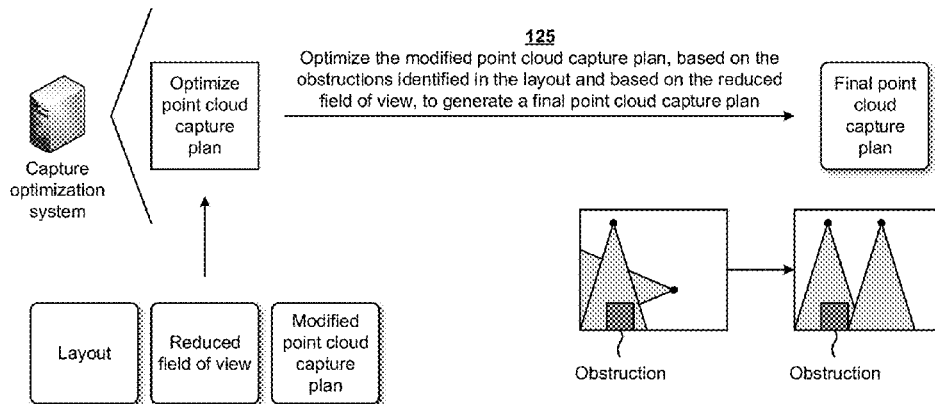 125
Optimize the modified point cloud capture plan, based on the
obstructions identified in the layout and based on the reduced
field of view, to generate a final point cloud capture plan
Optimize
point cloud
capture
plan
Final point
cloud
capture
plan
Capture
optimization
system
Layout
Reduced
field of view
Modified
point cloud
capture
plan
Obstruction
Obstruction